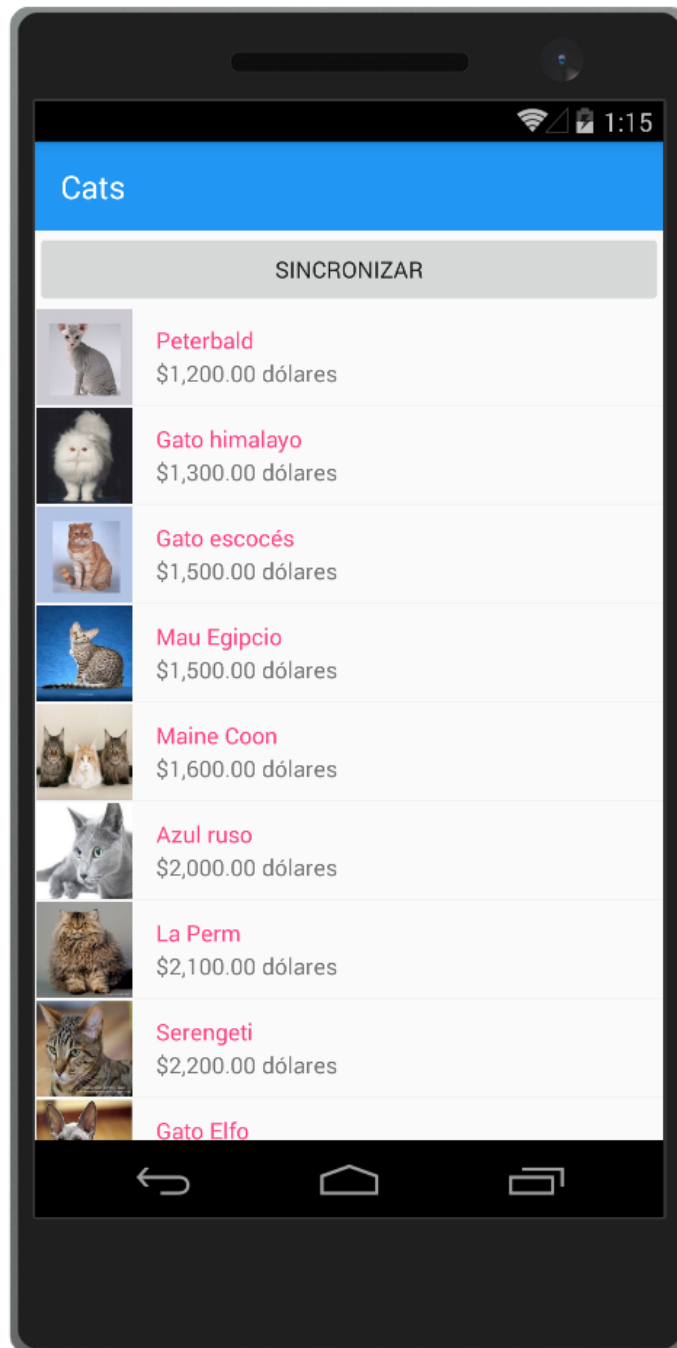 1:15
Cats
SINCRONIZAR
Peterbald
$1,200.00 dólares
Gato himalayo
$1,300.00 dólares
Gato escocés
$1,500.00 dólares
Mau Egipcio
$1,500.00 dólares
Maine Coon
$1,600.00 dólares
Azul ruso
$2,000.00 dólares
La Perm
$2,100.00 dólares
Serengeti
$2,200.00 dólares
Gato Elfo